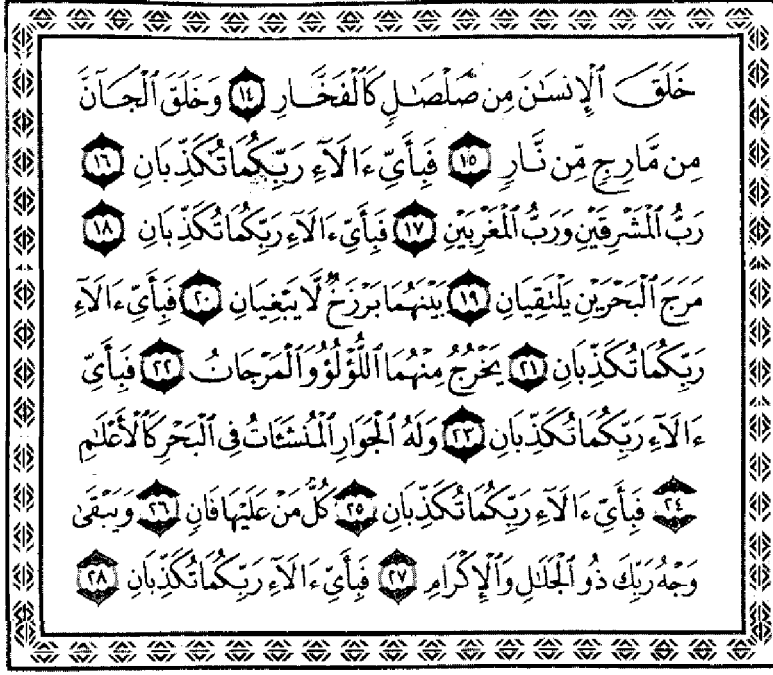 خَلَقَ ٱلْإِنسَٰنَ مِن صَلْصَٰلٍ كَٱلْفَخَّارِ ١٤ وَخَلَقَ ٱلْجَآنَّ
مِن مَّارِجٍ مِّن نَّارٍ ١٥ فَبِأَىِّ ءَالَآءِ رَبِّكُمَا تُكَذِّبَانِ ١٦
رَبُّ ٱلْمَشْرِقَيْنِ وَرَبُّ ٱلْمَغْرِبَيْنِ ١٧ فَبِأَىِّ ءَالَآءِ رَبِّكُمَا تُكَذِّبَانِ ١٨
مَرَجَ ٱلْبَحْرَيْنِ يَلْتَقِيَانِ ١٩ بَيْنَهُمَا بَرْزَخٌ لَّا يَبْغِيَانِ ٢٠ فَبِأَىِّ ءَالَآءِ
رَبِّكُمَا تُكَذِّبَانِ ٢١ يَخْرُجُ مِنْهُمَا ٱللُّؤْلُؤُ وَٱلْمَرْجَانُ ٢٢ فَبِأَىِّ
ءَالَآءِ رَبِّكُمَا تُكَذِّبَانِ ٢٣ وَلَهُ ٱلْجَوَارِ ٱلْمُنشَـَٔاتُ فِى ٱلْبَحْرِ كَٱلْأَعْلَٰمِ
٢٤ فَبِأَىِّ ءَالَآءِ رَبِّكُمَا تُكَذِّبَانِ ٢٥ كُلُّ مَنْ عَلَيْهَا فَانٍ ٢٦ وَيَبْقَىٰ
وَجْهُ رَبِّكَ ذُو ٱلْجَلَٰلِ وَٱلْإِكْرَامِ ٢٧ فَبِأَىِّ ءَالَآءِ رَبِّكُمَا تُكَذِّبَانِ ٢٨